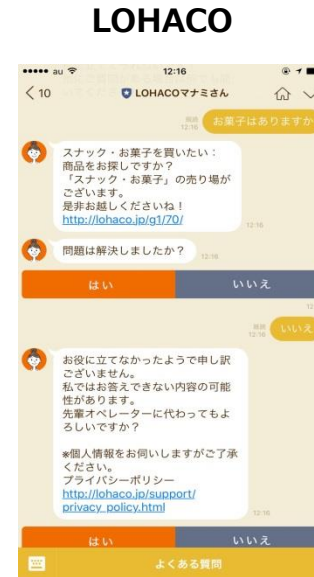 LOHACO
au
12:16
10
LOHACOマナミさん
既読
12:16
お菓子はありますか
スナック・お菓子を買いたい：
商品をお探しですか？
「スナック・お菓子」の売り場が
ございます。
是非お越しくださいね！
http://lohaco.jp/g1/70/
12:16
問題は解決しましたか？
12:16
はい
いいえ
既読
12:16
いいえ
お役に立てなかったようで申し訳
ございません。
私ではお答えできない内容の可能
性があります。
先輩オペレーターに代わってもよ
ろしいですか？
※個人情報をお伺いしますがご了承
ください。
プライバシーポリシー
http://lohaco.jp/support/
privacy_policy.html
12:16
はい
いいえ
よくある質問